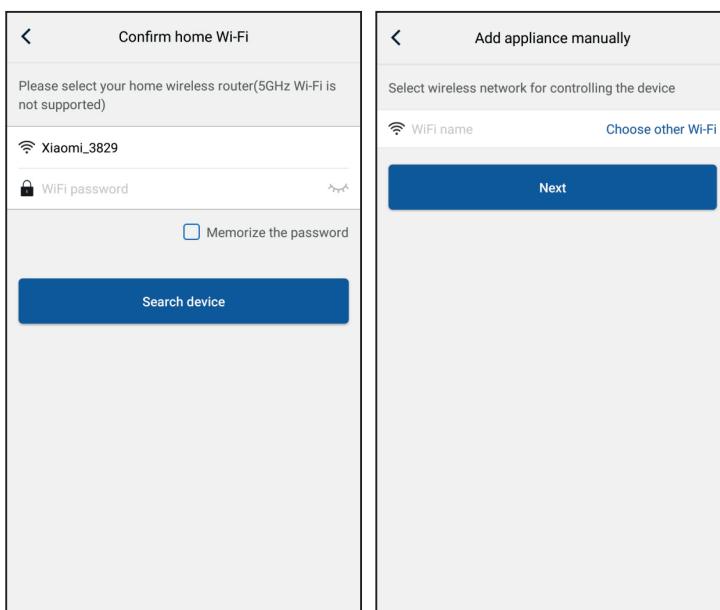 Confirm home Wi-Fi
Please select your home wireless router(5GHz Wi-Fi is
not supported)
Xiaomi_3829
WiFi password
Memorize the password
Search device
Add appliance manually
Select wireless network for controlling the device
WiFi name
Choose other Wi-Fi
Next